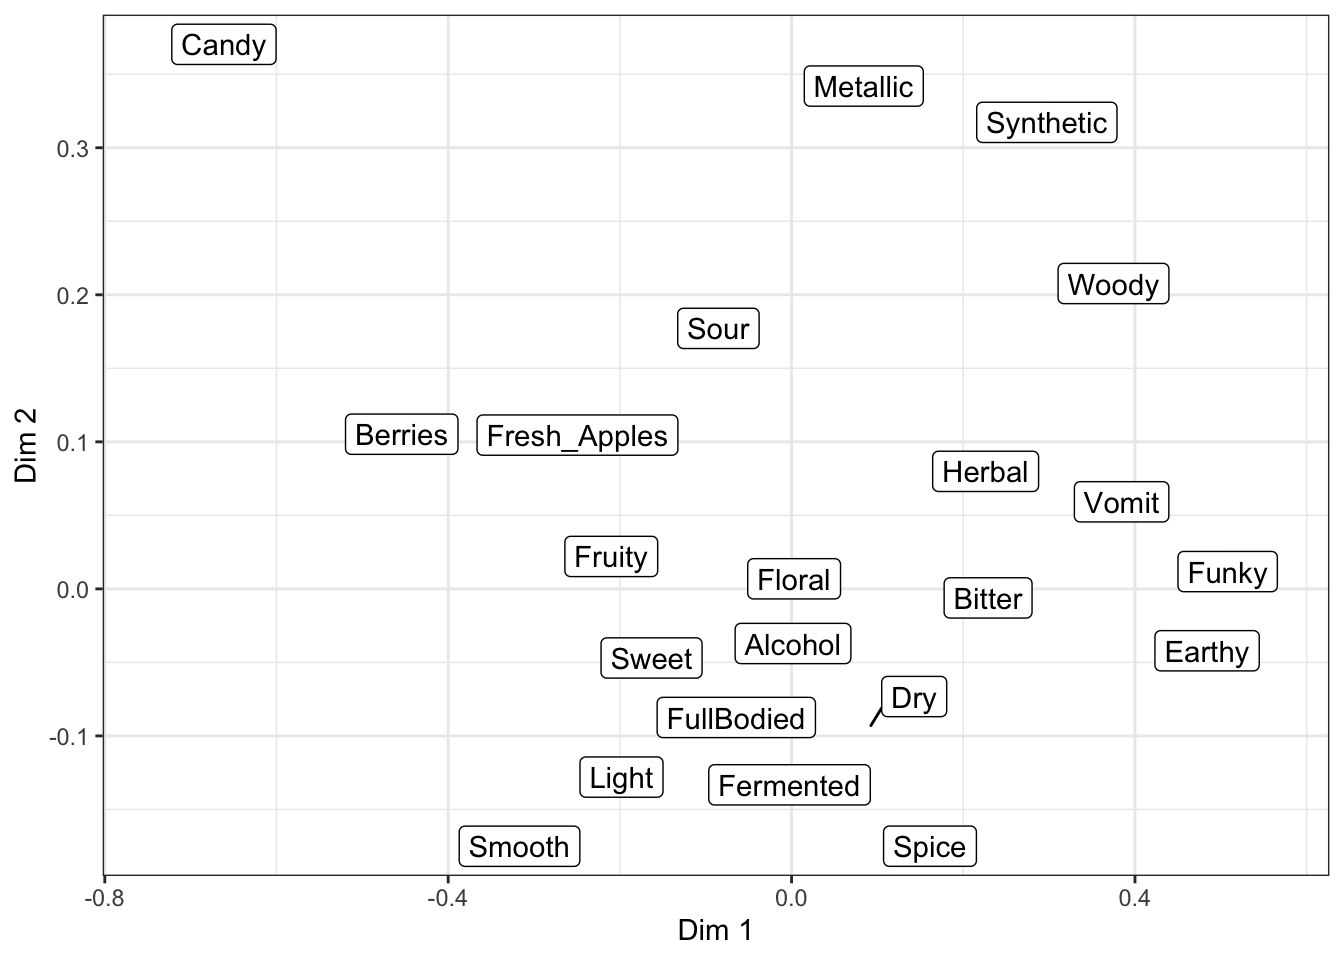 Candy
Metallic
Synthetic
0.3
Woody
0.2
Sour
Berries
Fresh_Apples
0.1
Herbal
Vomit
Fruity
Floral
Funky
0.0
Bitter
Alcohol
Sweet
Earthy
Dry
FullBodied
-0.1
Light
Fermented
Smooth
Spice
-0.8
-0.4
0.0
0.4
Dim 1
Dim 2